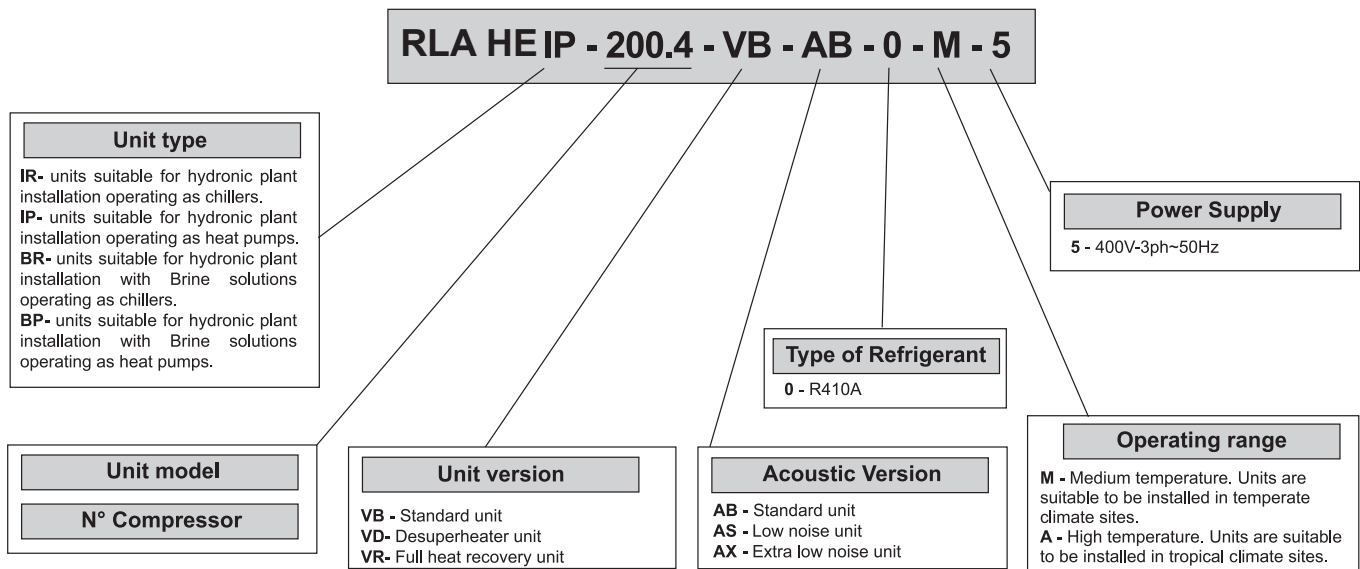 RLA HE IP - 200.4 - VB - AB - 0 - M - 5
Unit type
IR- units suitable for hydronic plant
installation operating as chillers.
IP- units suitable for hydronic plant
installation operating as heat pumps.
BR- units suitable for hydronic plant
installation with Brine solutions
operating as chillers.
BP- units suitable for hydronic plant
installation with Brine solutions
operating as heat pumps.
Power Supply
5 - 400V-3ph~50Hz
Type of Refrigerant
0 - R410A
Unit model
N° Compressor
Unit version
VB - Standard unit
VD- Desuperheater unit
VR- Full heat recovery unit
Acoustic Version
AB - Standard unit
AS - Low noise unit
AX - Extra low noise unit
Operating range
M - Medium temperature. Units are
suitable to be installed in temperate
climate sites.
A - High temperature. Units are suitable
to be installed in tropical climate sites.